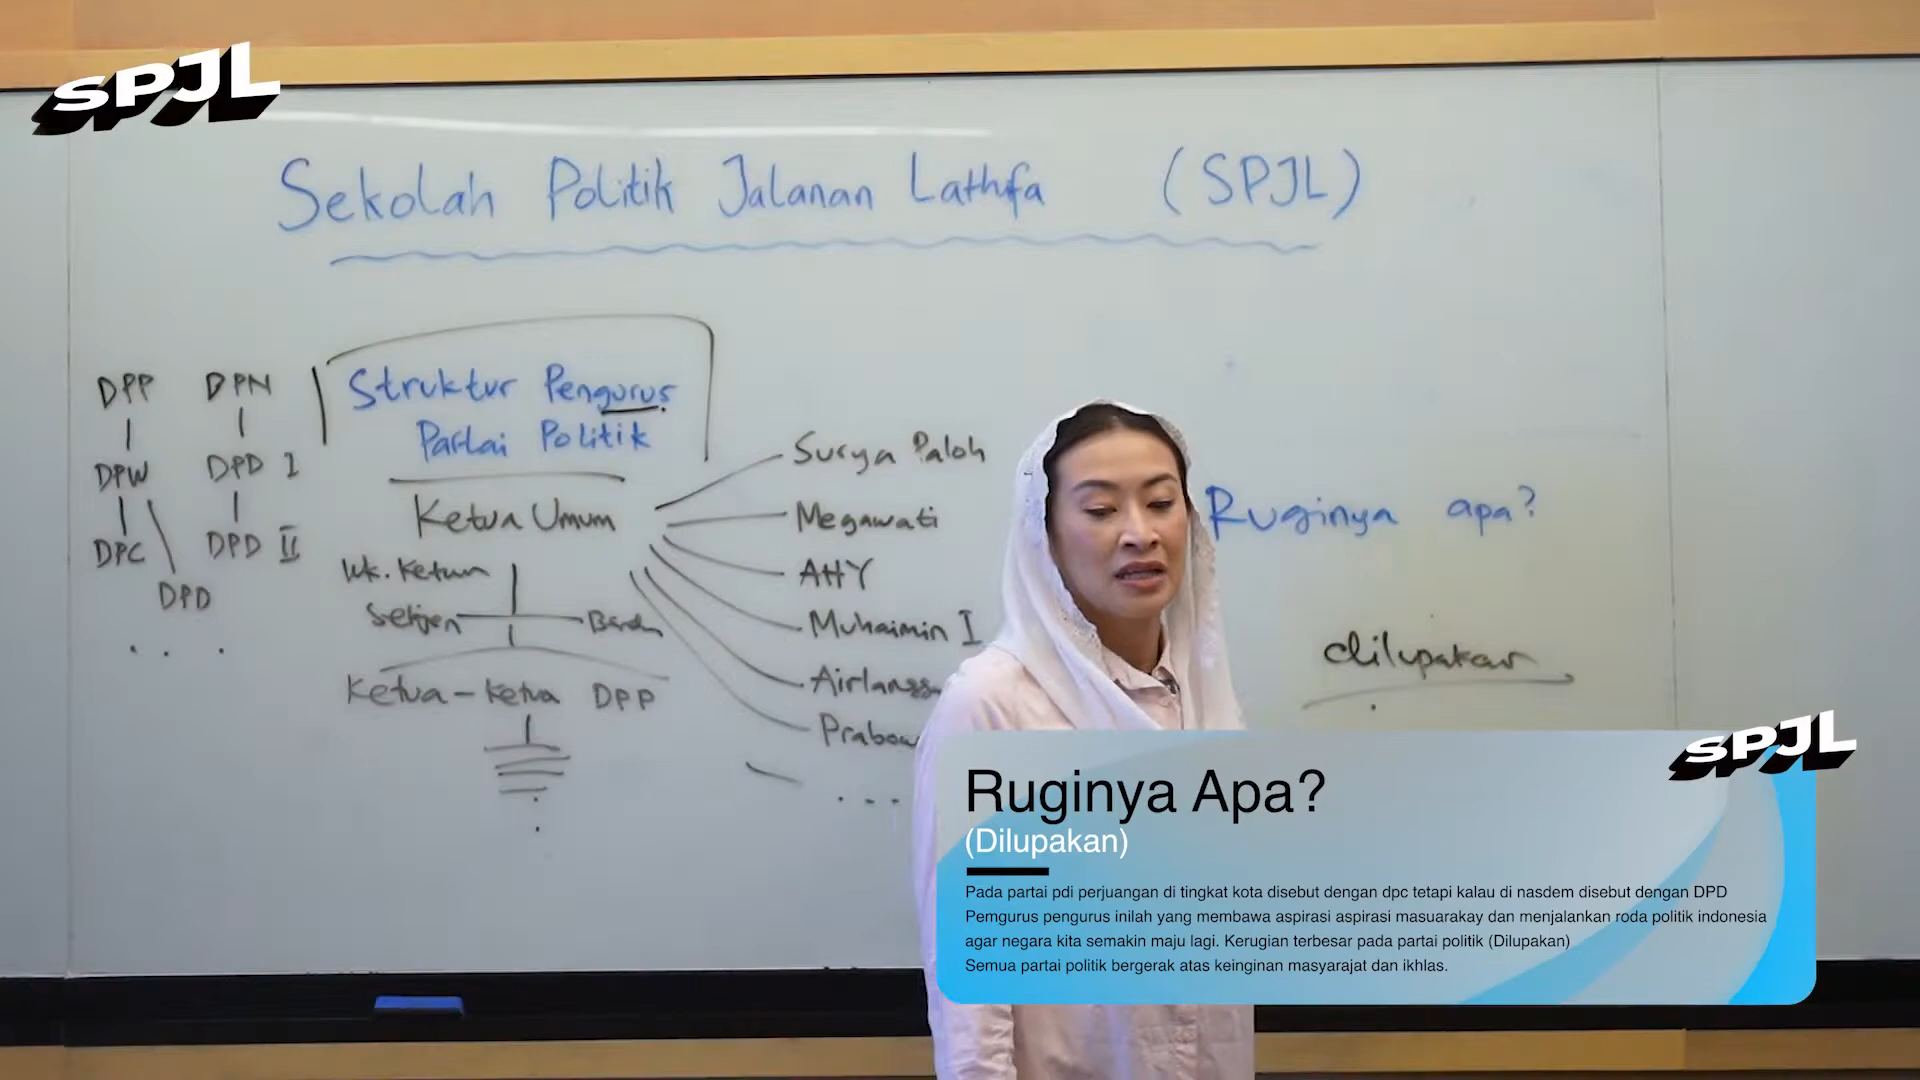 SPJL
Sekolah Politik Jalanan Lathifa (SPJL)
Struktur Pengurus
Partai Politik
DPP DPN
DPW DPD I
DPC DPD II
DPD
. . .
Ketua Umum
Wk. Ketum
Sekjen Bendum
Ketua-ketua DPP
Surya Paloh
Megawati
AHY
Muhaimin I
Airlangga
Prabow
. . .
Ruginya apa?
dilupakan
SPJL
Ruginya Apa?
(Dilupakan)
Pada partai pdi perjuangan di tingkat kota disebut dengan dpc tetapi kalau di nasdem disebut dengan DPD
Pemgurus pengurus inilah yang membawa aspirasi aspirasi masuarakay dan menjalankan roda politik indonesia
agar negara kita semakin maju lagi. Kerugian terbesar pada partai politik (Dilupakan)
Semua partai politik bergerak atas keinginan masyarajat dan ikhlas.